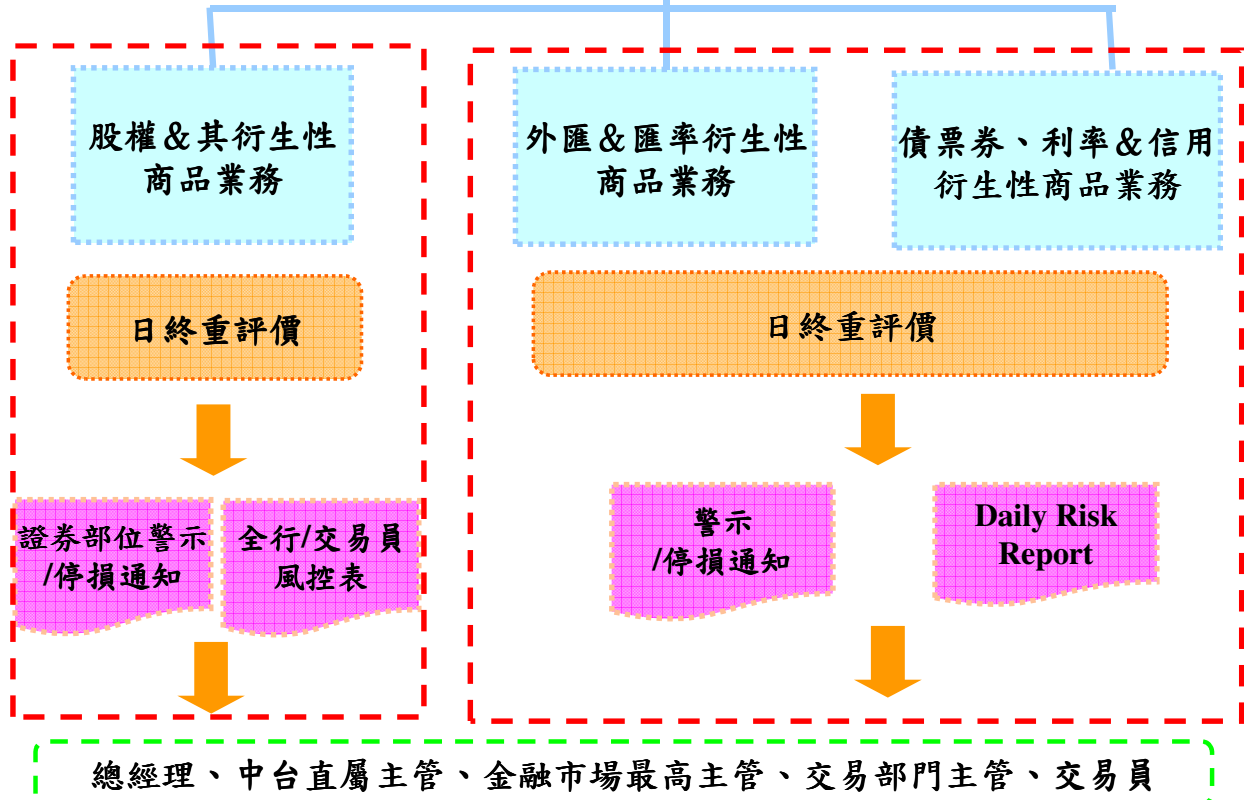 股權＆其衍生性
商品業務
外匯＆匯率衍生性
商品業務
債票券、利率＆信用
衍生性商品業務
日終重評價
日終重評價
證券部位警示
/停損通知
全行/交易員
風控表
警示
/停損通知
Daily Risk
Report
總經理、中台直屬主管、金融市場最高主管、交易部門主管、交易員